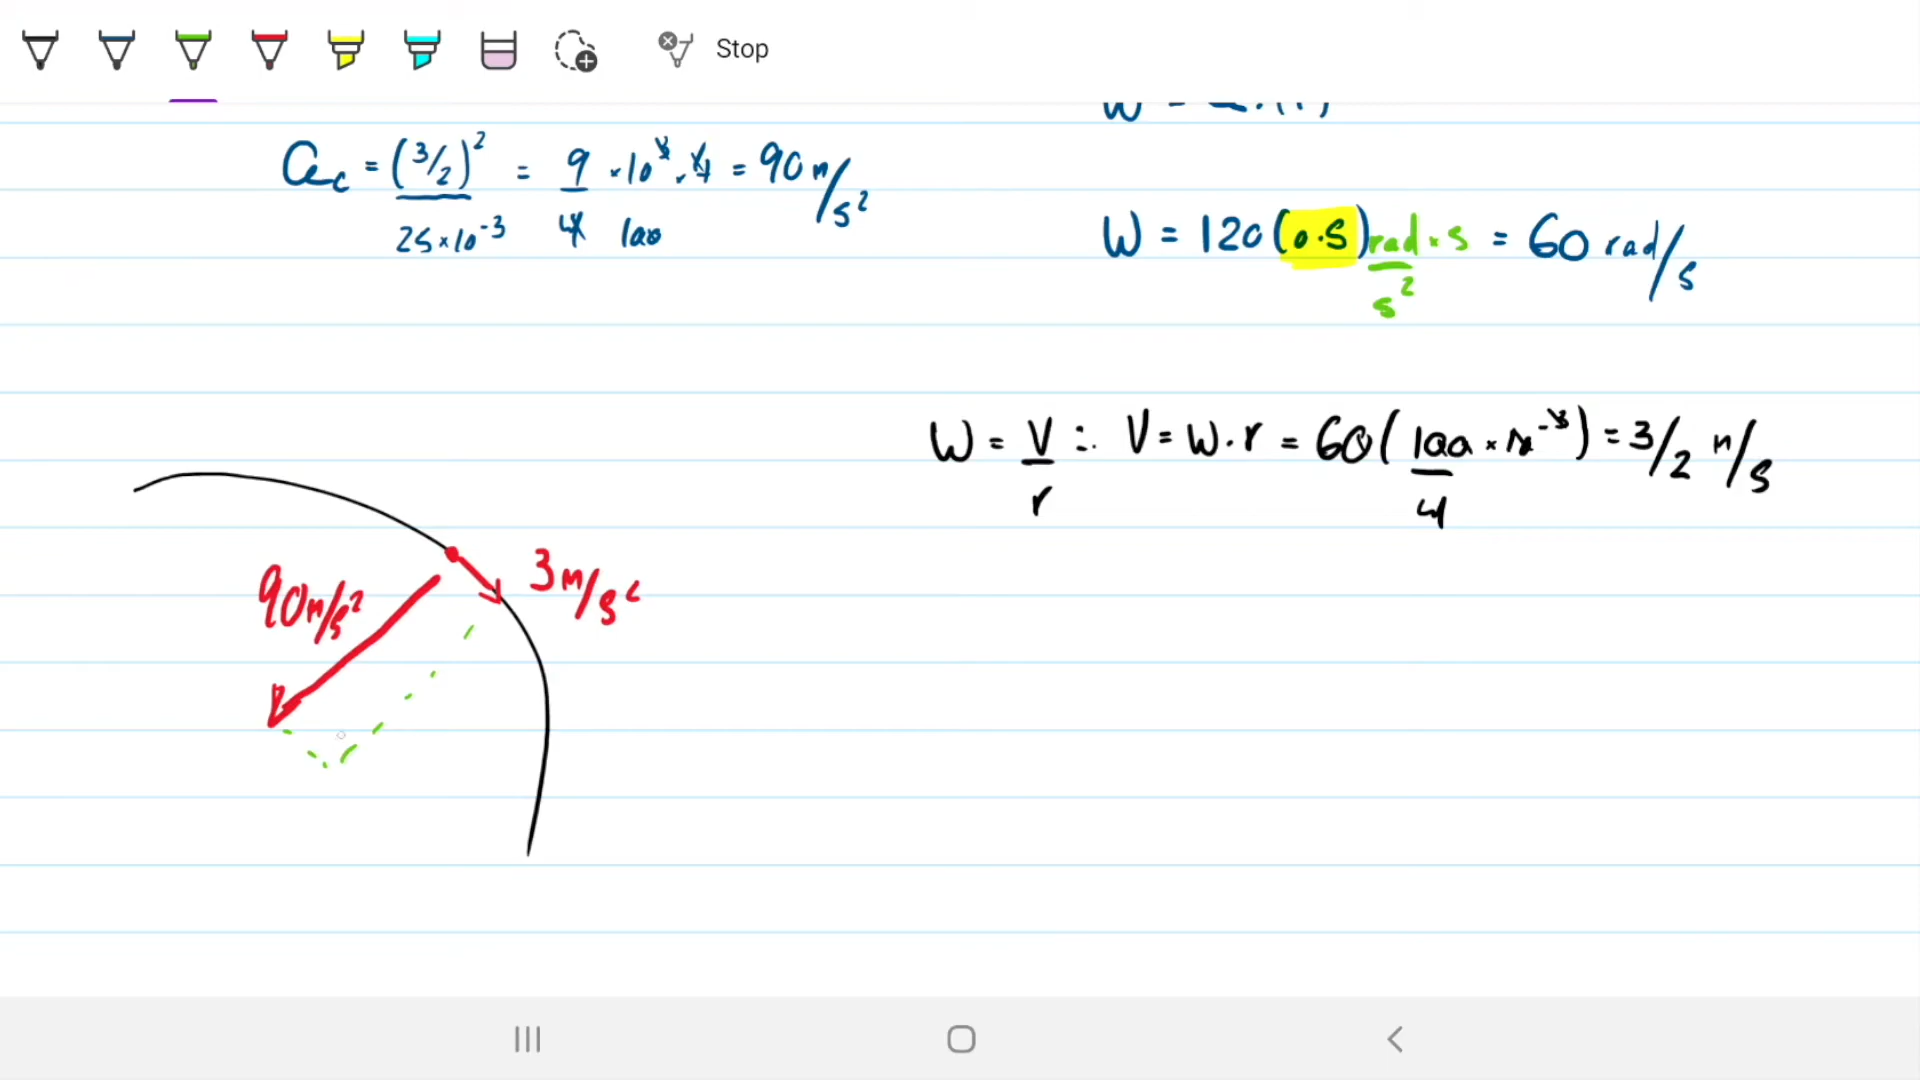 Stop
a_c = (3/2)² / 25×10⁻³ = 9/4 × 10³ · 4/100 = 90 m/s²
W = 120(0.5) rad/s² × s = 60 rad/s
W = V/r ∴ V = W·r = 60(100/4 × 10⁻³) = 3/2 m/s
90 m/s²
3 m/s²